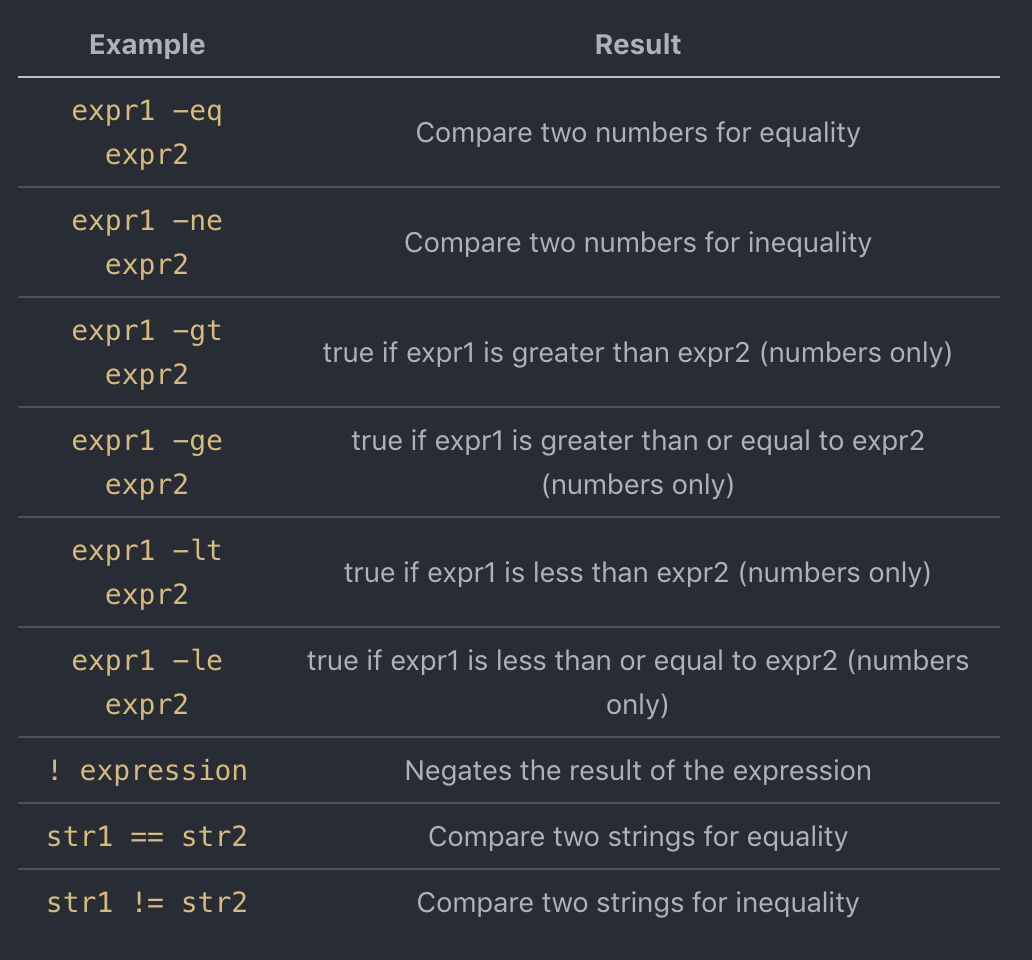 Example Result
expr1 -eq
expr2
Compare two numbers for equality
expr1 -ne
expr2
Compare two numbers for inequality
expr1 -gt
expr2
true if expr1 is greater than expr2 (numbers only)
expr1 -ge
expr2
true if expr1 is greater than or equal to expr2
(numbers only)
expr1 -lt
expr2
true if expr1 is less than expr2 (numbers only)
expr1 -le
expr2
true if expr1 is less than or equal to expr2 (numbers
only)
! expression Negates the result of the expression
str1 == str2 Compare two strings for equality
str1 != str2 Compare two strings for inequality